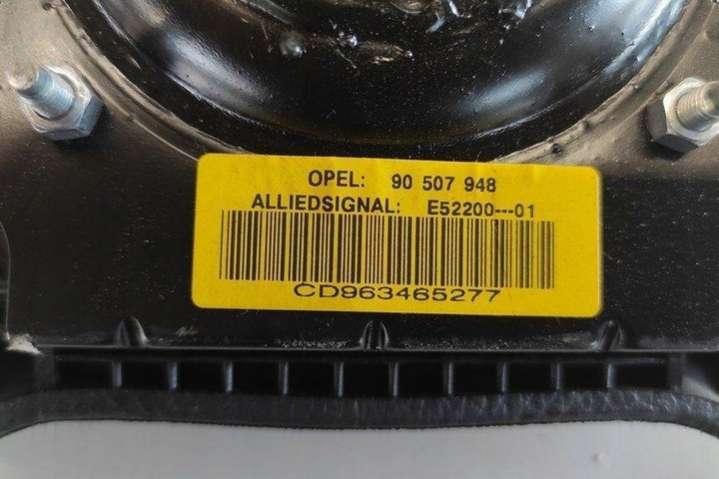 OPEL: 90 507 948
ALLIEDSIGNAL: E52200---01
CD963465277